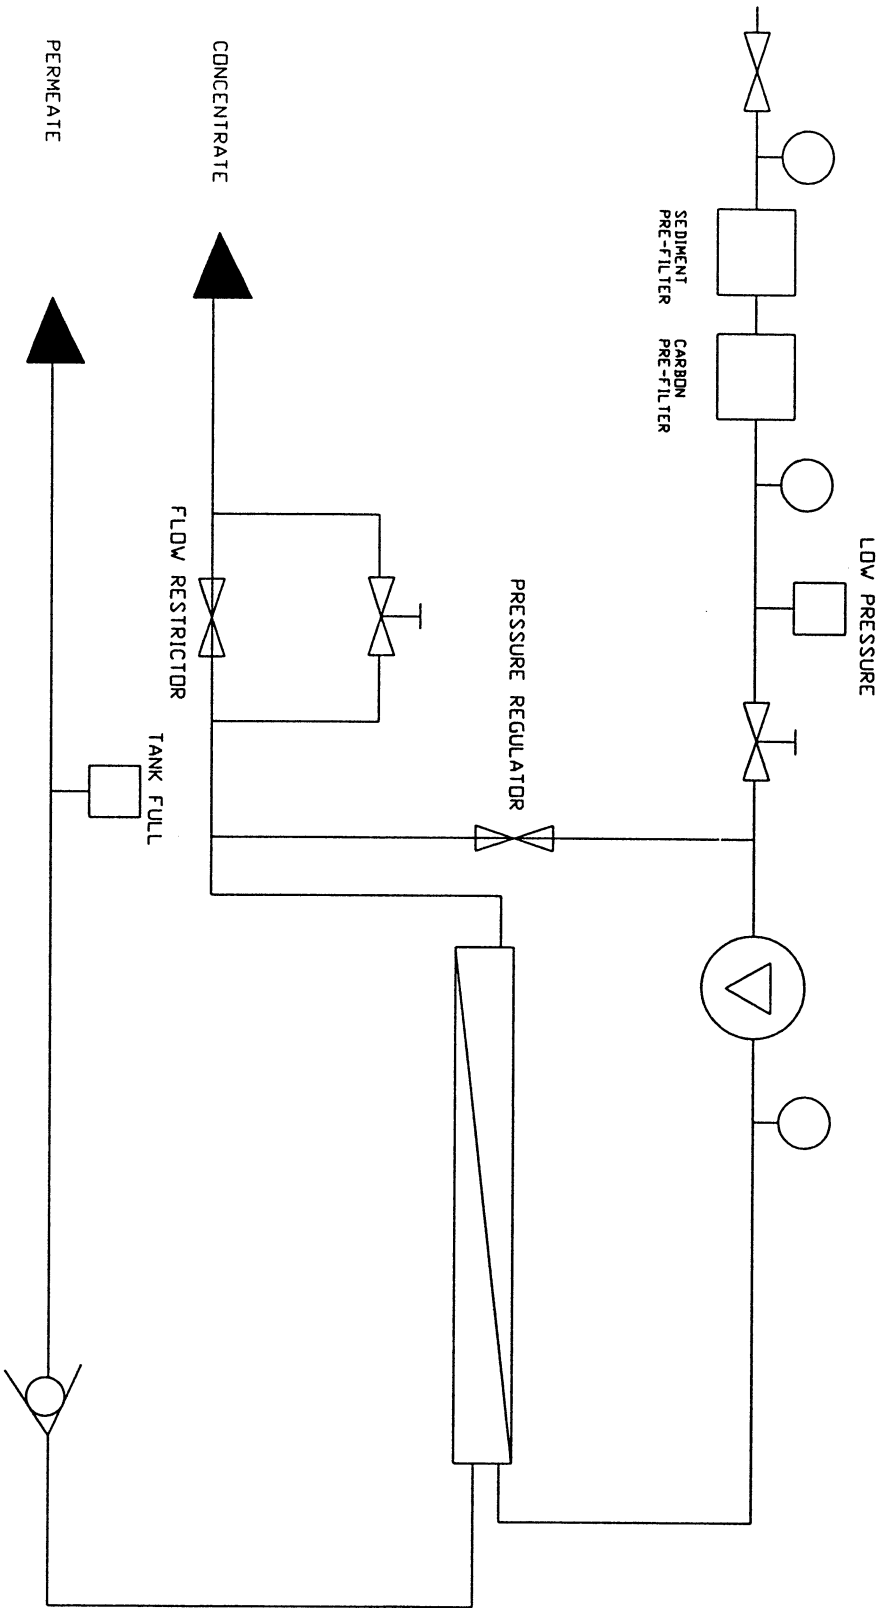 LOW PRESSURE
SEDIMENT
PRE-FILTER
CARBON
PRE-FILTER
PRESSURE REGULATOR
CONCENTRATE
FLOW RESTRICTOR
TANK FULL
PERMEATE